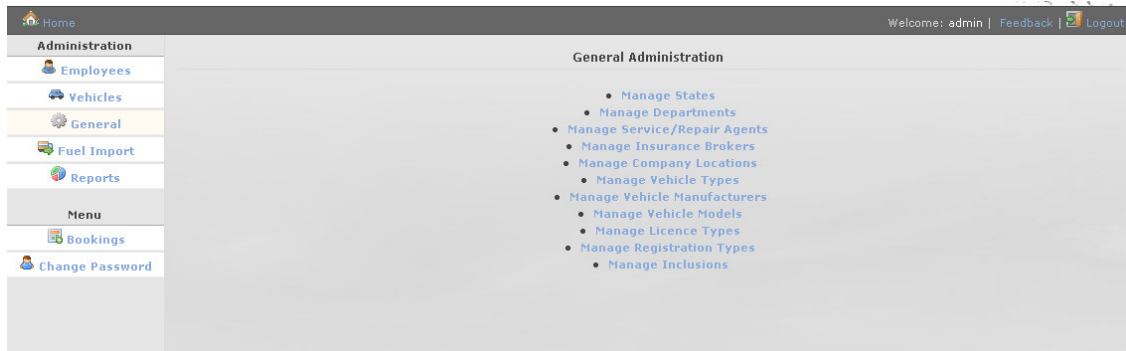 Home
Welcome: admin | Feedback | Logout
Administration
Employees
Vehicles
General
Fuel Import
Reports
Menu
Bookings
Change Password
General Administration
• Manage States
• Manage Departments
• Manage Service/Repair Agents
• Manage Insurance Brokers
• Manage Company Locations
• Manage Vehicle Types
• Manage Vehicle Manufacturers
• Manage Vehicle Models
• Manage Licence Types
• Manage Registration Types
• Manage Inclusions